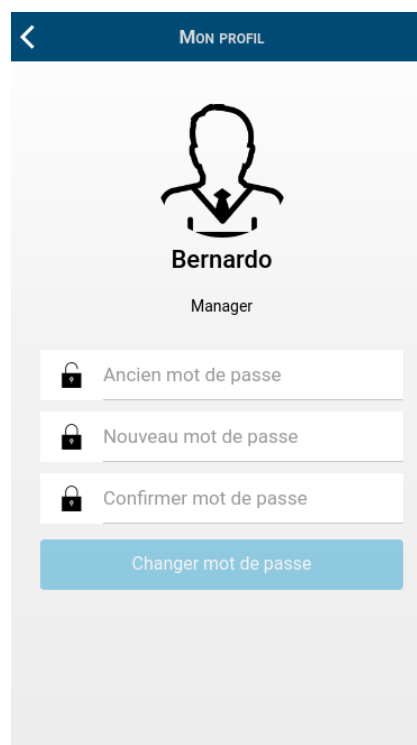 Mon profil
Bernardo
Manager
Ancien mot de passe
Nouveau mot de passe
Confirmer mot de passe
Changer mot de passe